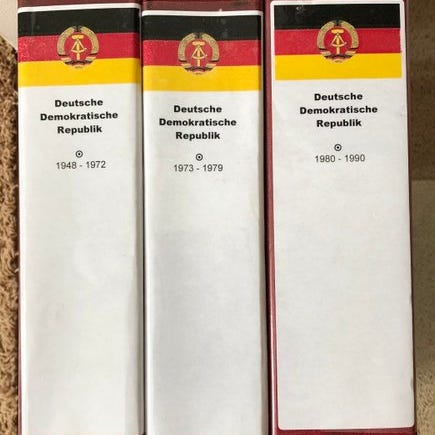 Deutsche
Demokratische
Republik
1948 - 1972
Deutsche
Demokratische
Republik
1973 - 1979
Deutsche
Demokratische
Republik
1980 - 1990